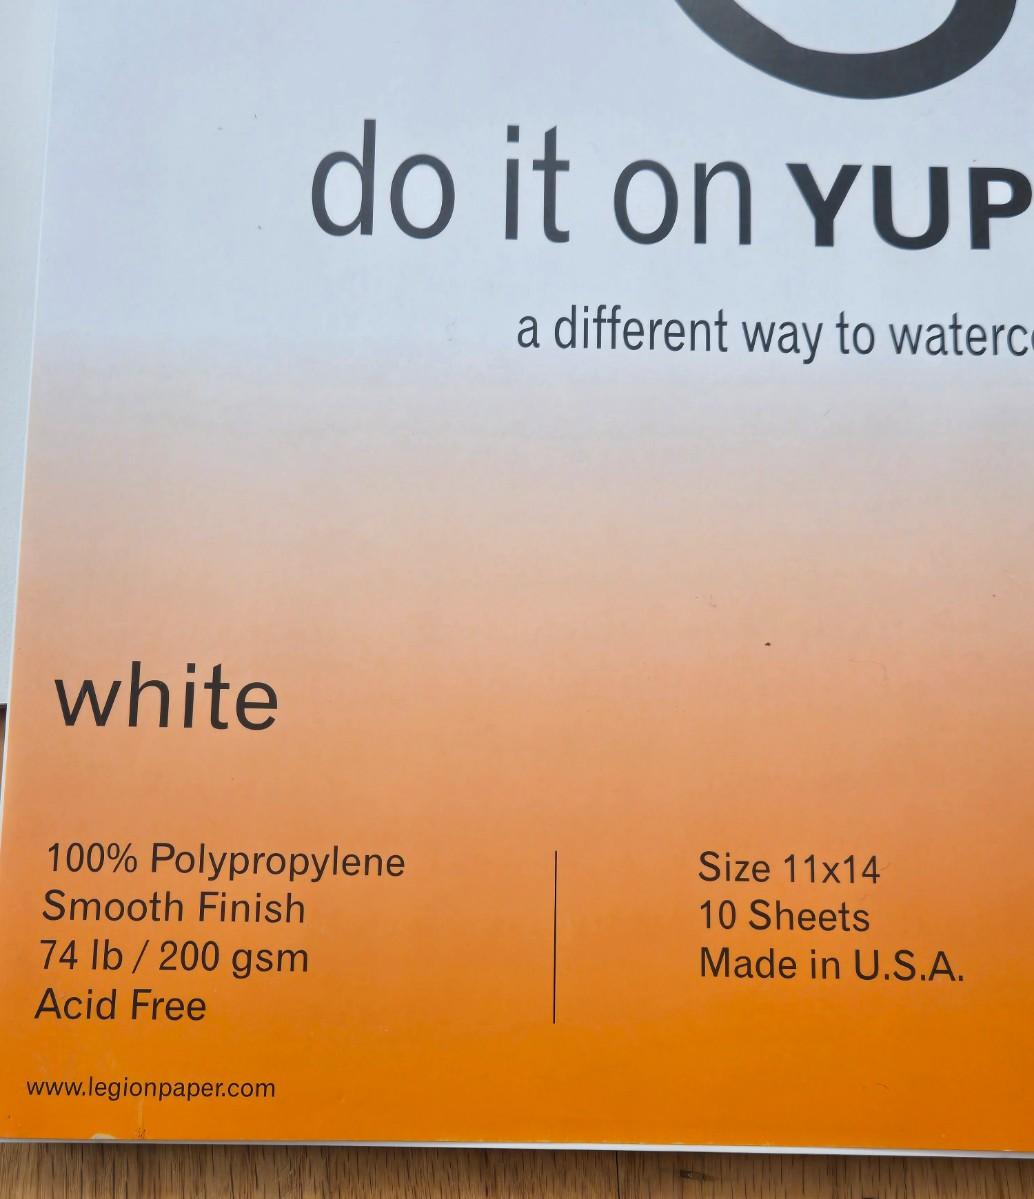 do it on YUP
a different way to waterc
white
100% Polypropylene
Smooth Finish
74 lb / 200 gsm
Acid Free
Size 11x14
10 Sheets
Made in U.S.A.
www.legionpaper.com